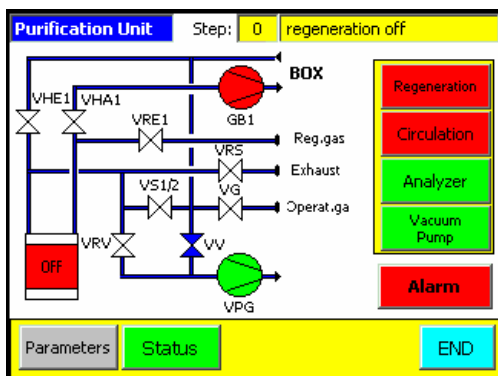 Purification Unit Step: 0 regeneration off
BOX
VHE1 VHA1
GB1
VRE1 Reg.gas
VRS Exhaust
VS1/2 VG Operat.ga
VRV VV
OFF
VPG
Regeneration
Circulation
Analyzer
Vacuum
Pump
Alarm
Parameters Status END